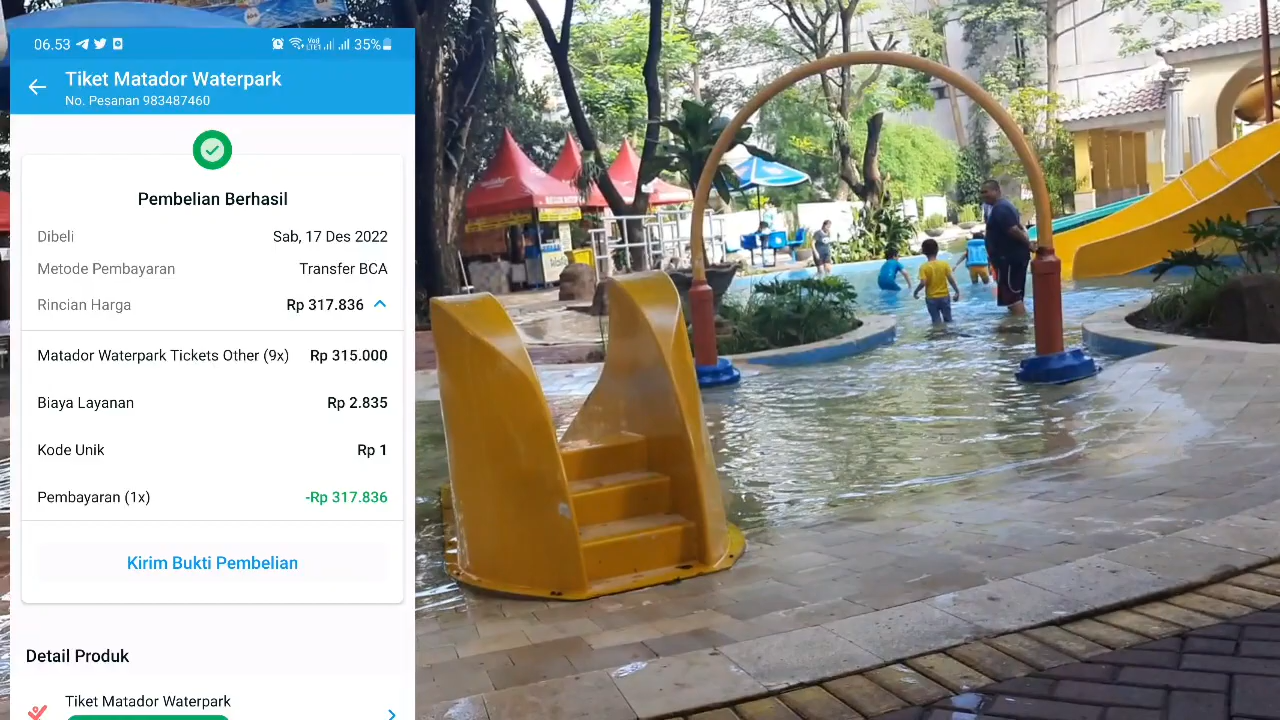 06.53
35%
Tiket Matador Waterpark
No. Pesanan 983487460
Pembelian Berhasil
Dibeli Sab, 17 Des 2022
Metode Pembayaran Transfer BCA
Rincian Harga Rp 317.836
Matador Waterpark Tickets Other (9x) Rp 315.000
Biaya Layanan Rp 2.835
Kode Unik Rp 1
Pembayaran (1x) -Rp 317.836
Kirim Bukti Pembelian
Detail Produk
Tiket Matador Waterpark